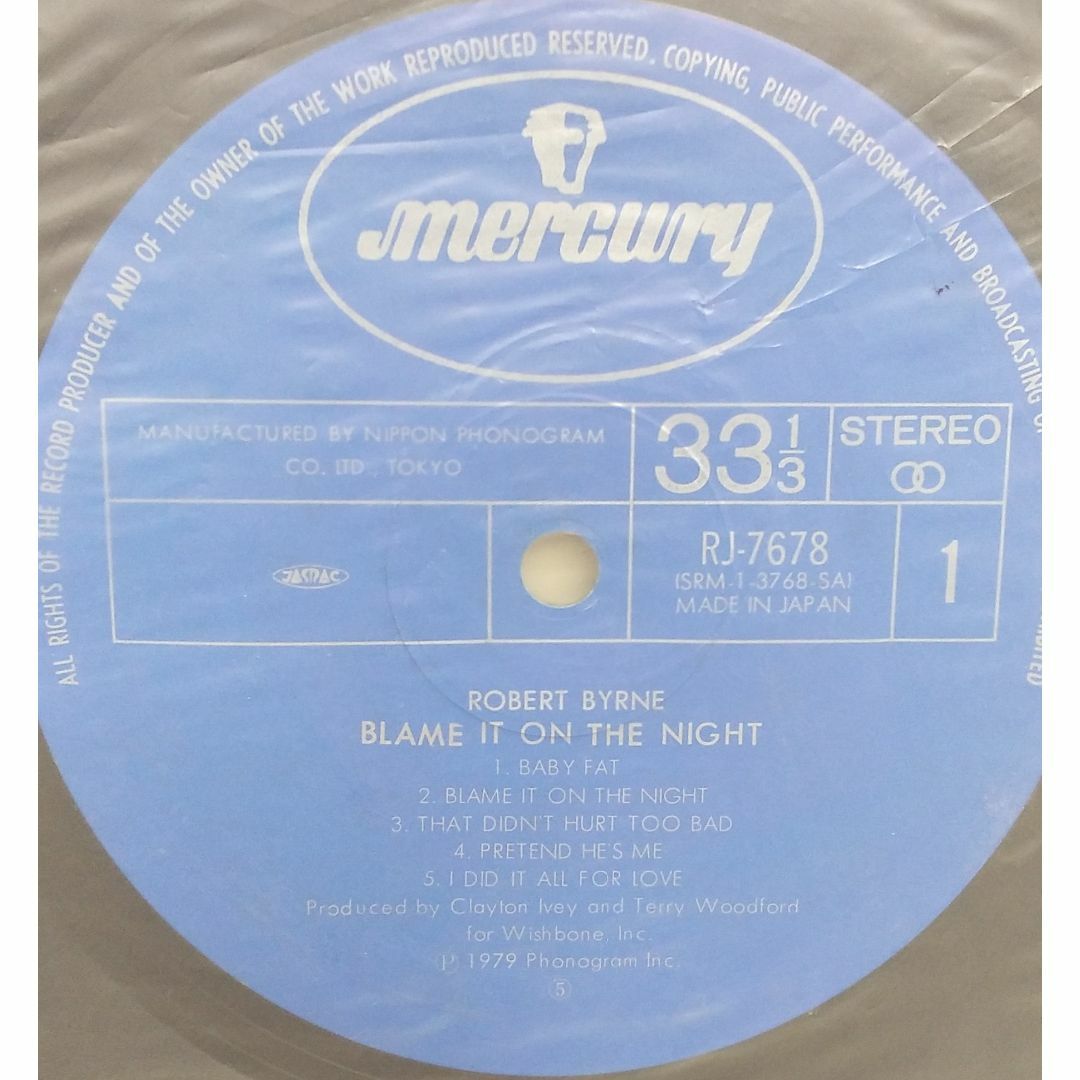 ALL RIGHTS OF THE RECORD PRODUCER AND OF THE OWNER OF THE WORK REPRODUCED RESERVED. COPYING, PUBLIC PERFORMANCE AND BROADCASTING
mercury
MANUFACTURED BY NIPPON PHONOGRAM
CO. LTD., TOKYO
33 1/3
STEREO
JASRAC
RJ-7678
(SRM-1-3768-SA)
MADE IN JAPAN
1
ROBERT BYRNE
BLAME IT ON THE NIGHT
1. BABY FAT
2. BLAME IT ON THE NIGHT
3. THAT DIDN'T HURT TOO BAD
4. PRETEND HE'S ME
5. I DID IT ALL FOR LOVE
Produced by Clayton Ivey and Terry Woodford
for Wishbone, Inc.
Ⓟ 1979 Phonogram Inc.
⑤